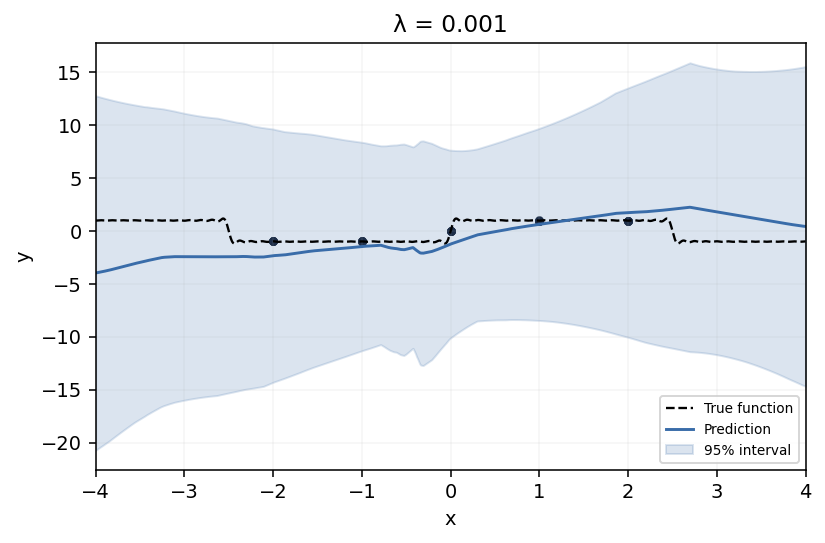 λ = 0.001
15
10
5
0
−5
−10
−15
−20
y
−4 −3 −2 −1 0 1 2 3 4
x
True function
Prediction
95% interval